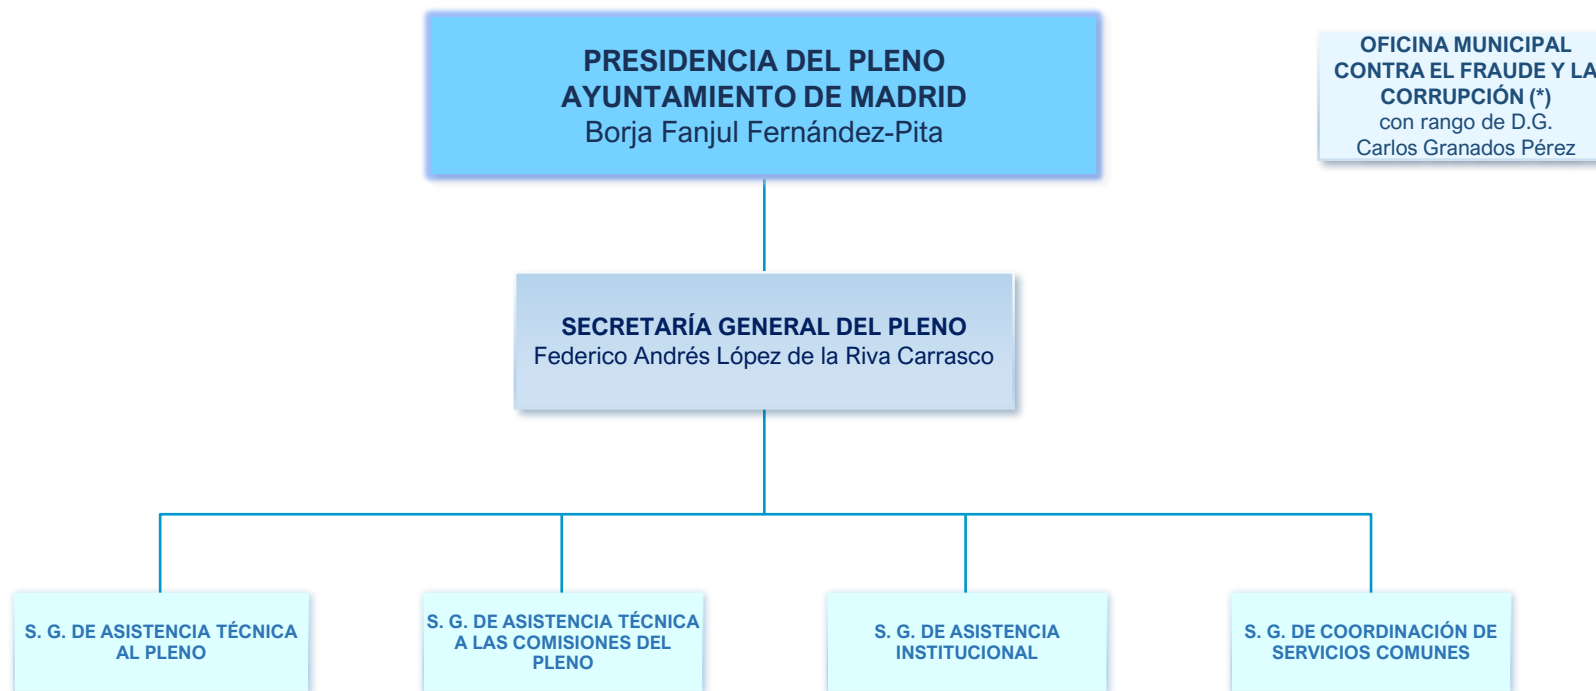 PRESIDENCIA DEL PLENO
AYUNTAMIENTO DE MADRID
Borja Fanjul Fernández-Pita
OFICINA MUNICIPAL
CONTRA EL FRAUDE Y LA
CORRUPCIÓN (*)
con rango de D.G.
Carlos Granados Pérez
SECRETARÍA GENERAL DEL PLENO
Federico Andrés López de la Riva Carrasco
S. G. DE ASISTENCIA TÉCNICA
AL PLENO
S. G. DE ASISTENCIA TÉCNICA
A LAS COMISIONES DEL
PLENO
S. G. DE ASISTENCIA
INSTITUCIONAL
S. G. DE COORDINACIÓN DE
SERVICIOS COMUNES